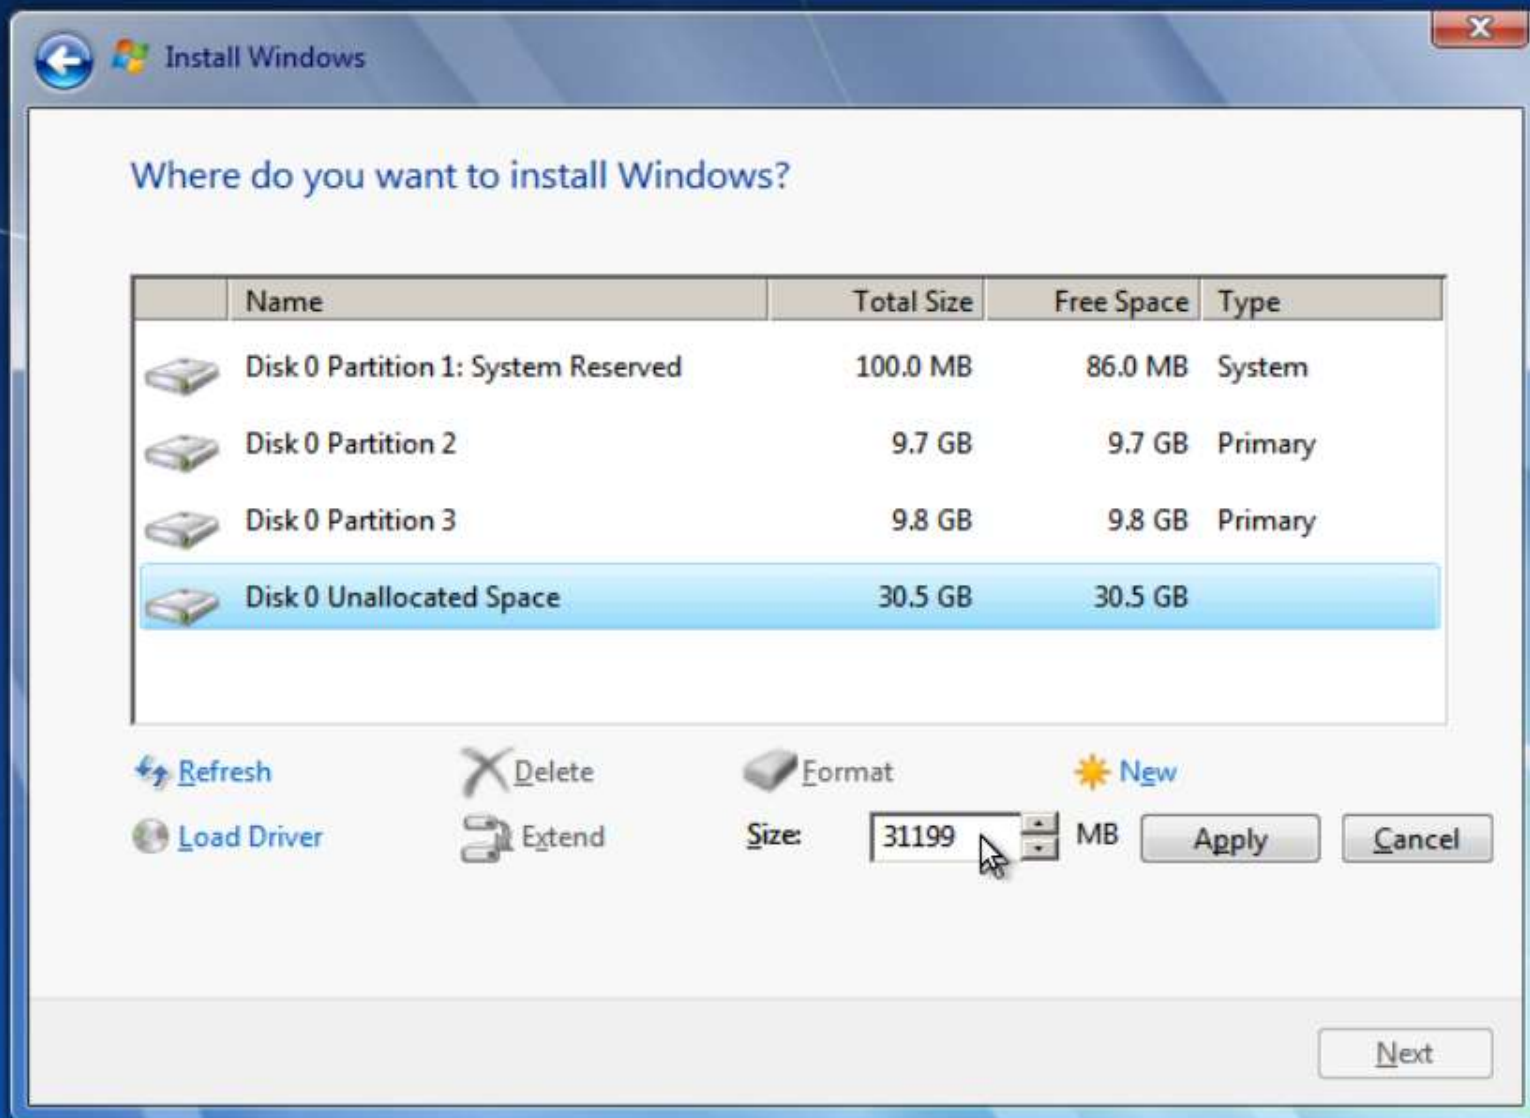 Install Windows
Where do you want to install Windows?
Name Total Size Free Space Type
Disk 0 Partition 1: System Reserved 100.0 MB 86.0 MB System
Disk 0 Partition 2 9.7 GB 9.7 GB Primary
Disk 0 Partition 3 9.8 GB 9.8 GB Primary
Disk 0 Unallocated Space 30.5 GB 30.5 GB
Refresh Delete Format New
Load Driver Extend Size: 31199 MB Apply Cancel
Next